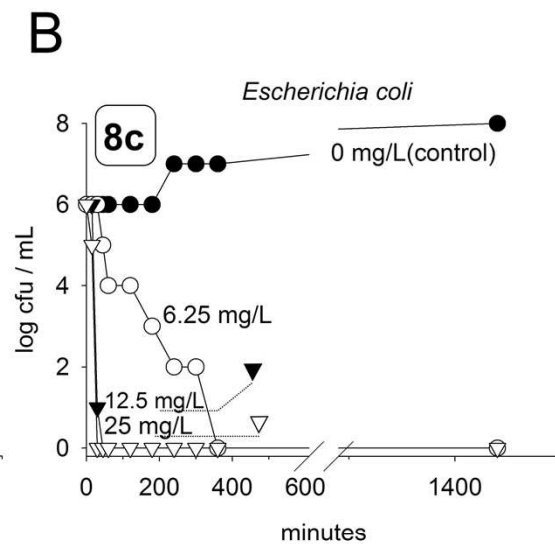 B
Escherichia coli
8c
0 mg/L(control)
6.25 mg/L
12.5 mg/L
25 mg/L
log cfu / mL
8
6
4
2
0
0 200 400 600 1400
minutes